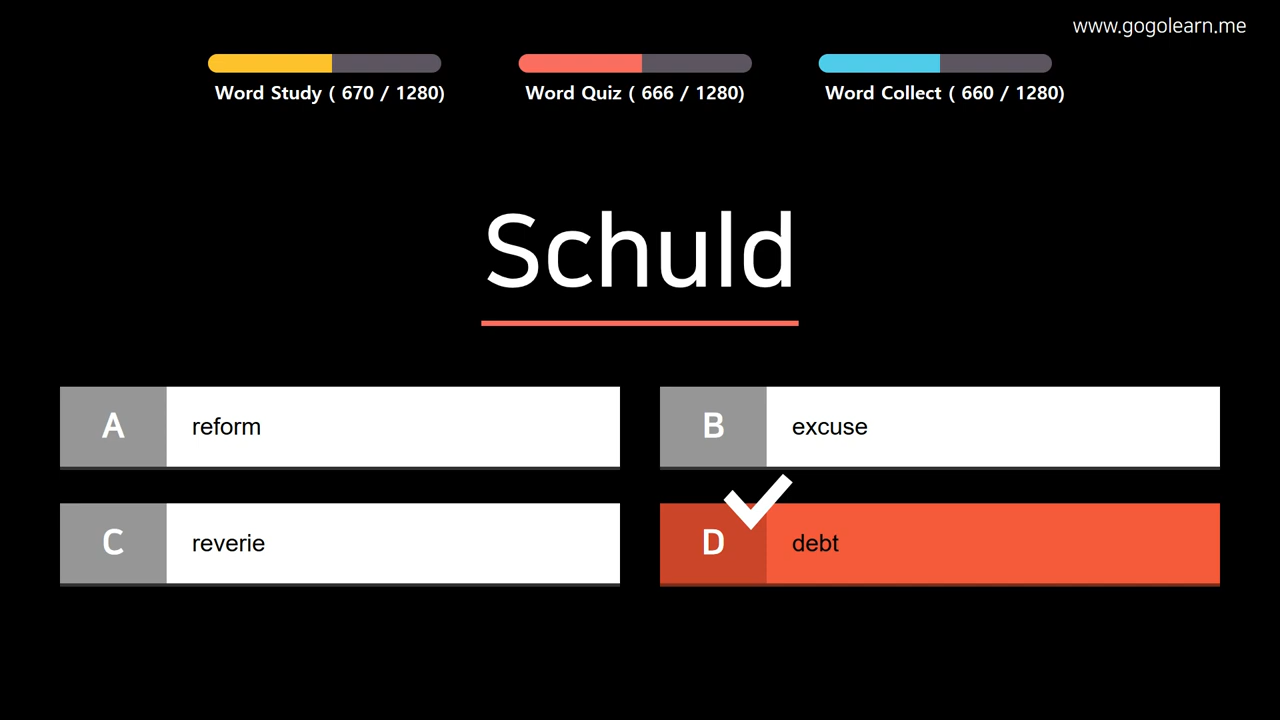 www.gogolearn.me
Word Study ( 670 / 1280)
Word Quiz ( 666 / 1280)
Word Collect ( 660 / 1280)
Schuld
A reform
B excuse
C reverie
D debt